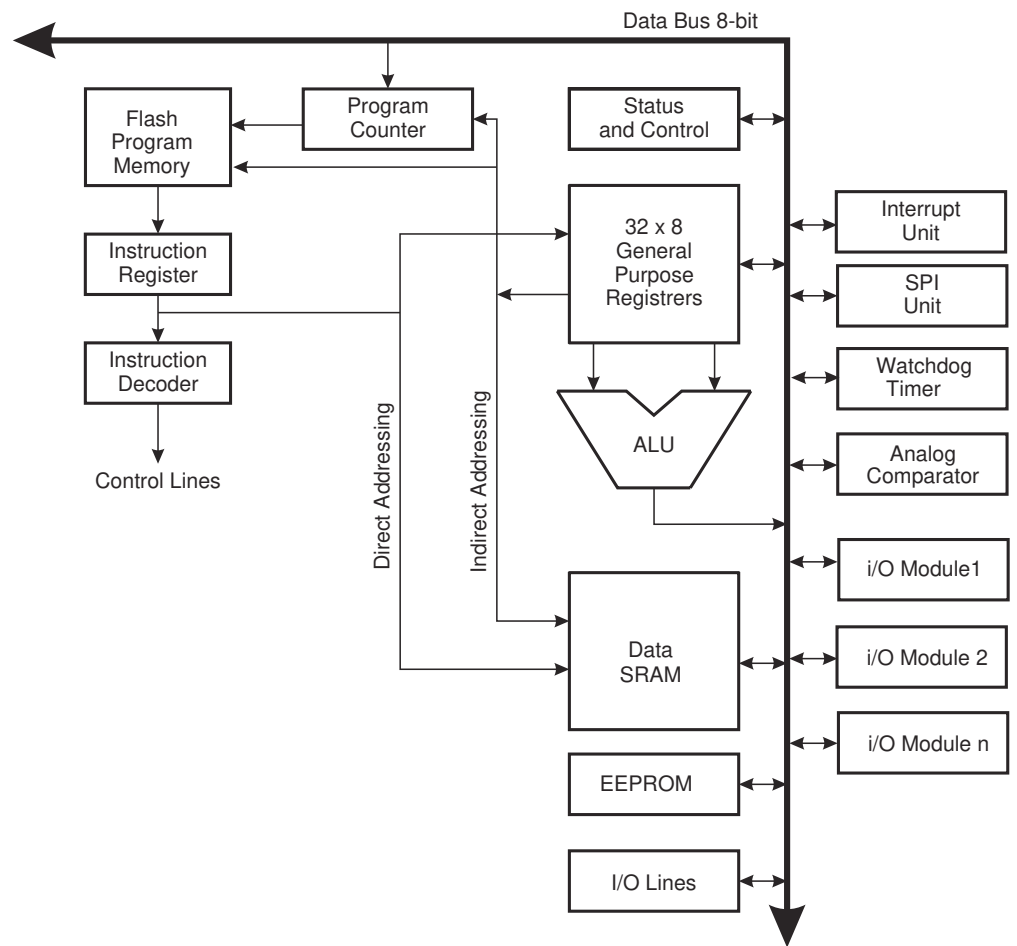 Data Bus 8-bit
Flash
Program
Memory
Program
Counter
Status
and Control
32 x 8
General
Purpose
Registrers
Interrupt
Unit
Instruction
Register
SPI
Unit
Instruction
Decoder
Watchdog
Timer
Direct Addressing
Indirect Addressing
ALU
Analog
Comparator
Control Lines
i/O Module1
Data
SRAM
i/O Module 2
i/O Module n
EEPROM
I/O Lines